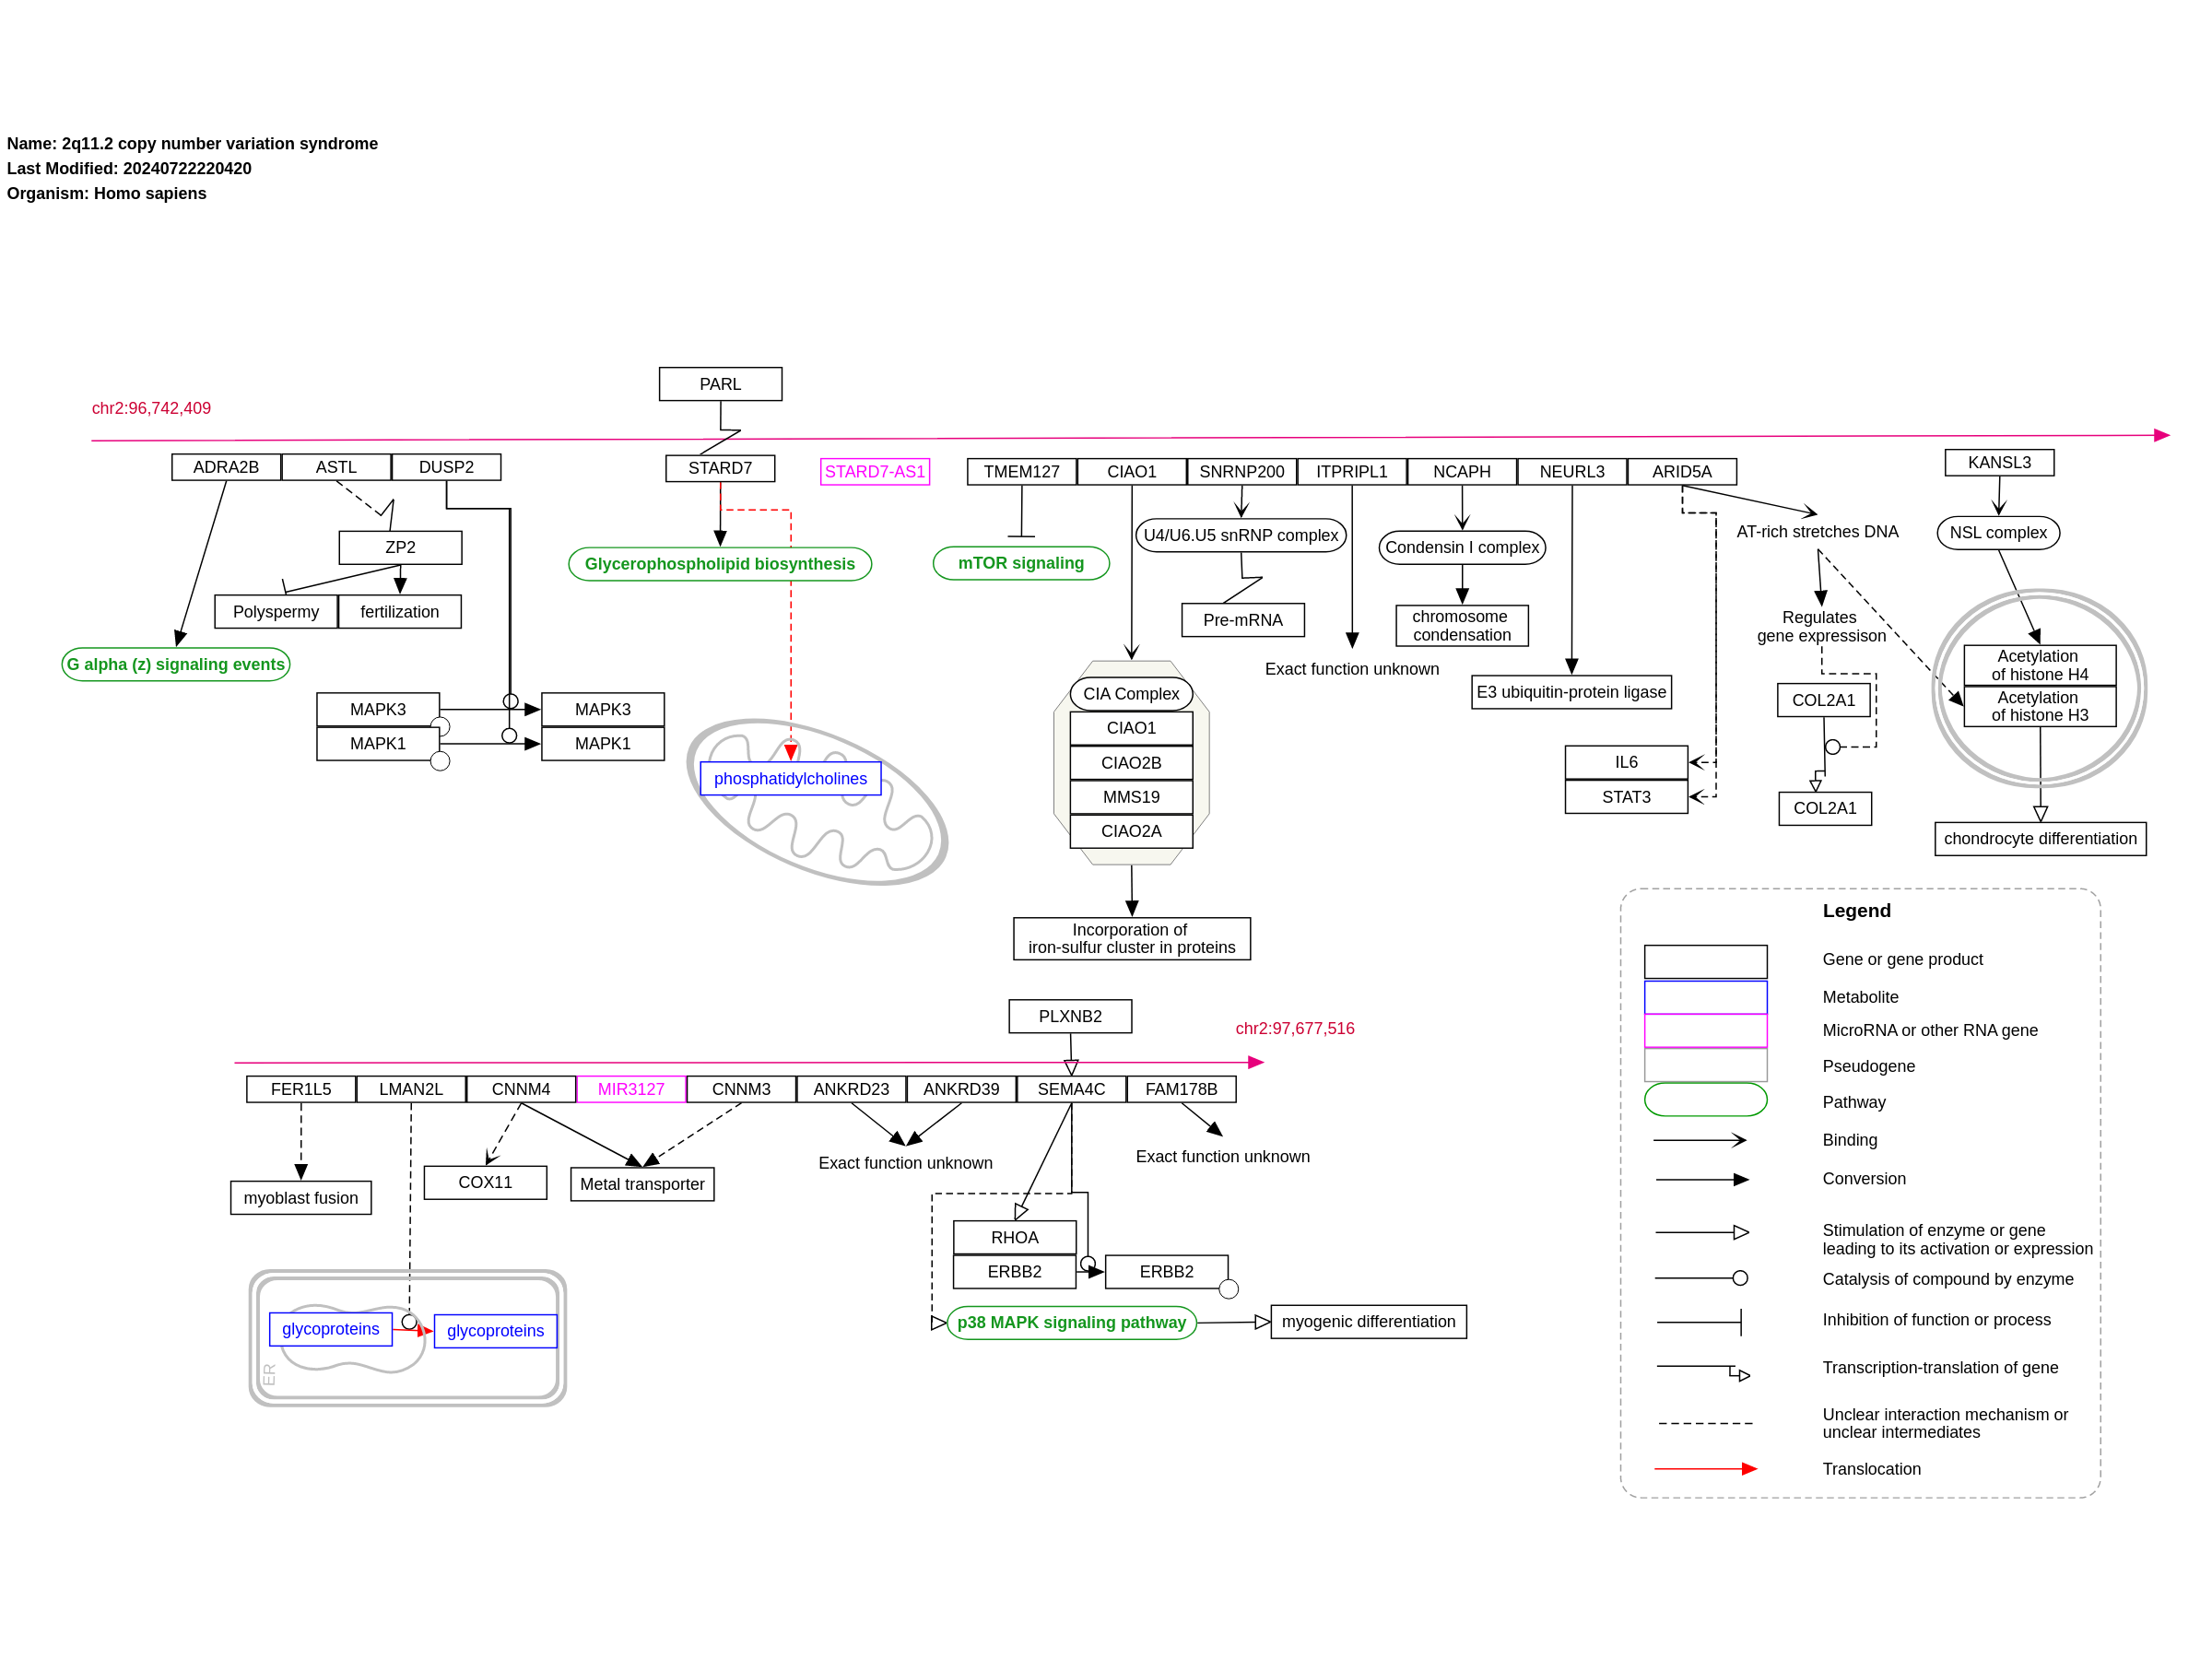 Name: 2q11.2 copy number variation syndrome
Last Modified: 20240722220420
Organism: Homo sapiens
PARL
chr2:96,742,409
ADRA2B
ASTL
DUSP2
STARD7
STARD7-AS1
TMEM127
CIAO1
SNRNP200
ITPRIPL1
NCAPH
NEURL3
ARID5A
KANSL3
ZP2
Polyspermy
fertilization
G alpha (z) signaling events
MAPK3
MAPK3
MAPK1
MAPK1
Glycerophospholipid biosynthesis
phosphatidylcholines
mTOR signaling
U4/U6.U5 snRNP complex
Pre-mRNA
Condensin I complex
chromosome
condensation
Exact function unknown
E3 ubiquitin-protein ligase
AT-rich stretches DNA
Regulates
gene expressison
NSL complex
Acetylation
of histone H4
Acetylation
of histone H3
COL2A1
COL2A1
chondrocyte differentiation
IL6
STAT3
CIA Complex
CIAO1
CIAO2B
MMS19
CIAO2A
Incorporation of
iron-sulfur cluster in proteins
PLXNB2
chr2:97,677,516
FER1L5
LMAN2L
CNNM4
MIR3127
CNNM3
ANKRD23
ANKRD39
SEMA4C
FAM178B
myoblast fusion
COX11
Metal transporter
Exact function unknown
Exact function unknown
RHOA
ERBB2
ERBB2
p38 MAPK signaling pathway
myogenic differentiation
glycoproteins
glycoproteins
ER
Legend
Gene or gene product
Metabolite
MicroRNA or other RNA gene
Pseudogene
Pathway
Binding
Conversion
Stimulation of enzyme or gene
leading to its activation or expression
Catalysis of compound by enzyme
Inhibition of function or process
Transcription-translation of gene
Unclear interaction mechanism or
unclear intermediates
Translocation